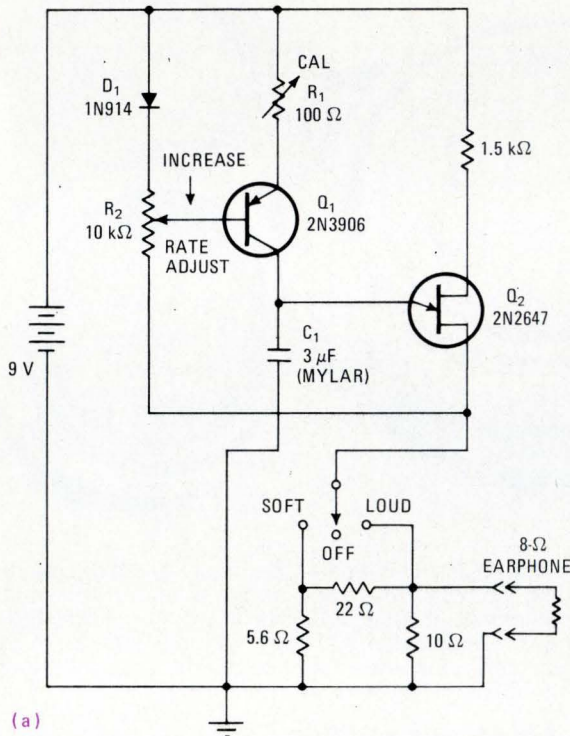 CAL
D1
1N914
R1
100 Ω
INCREASE
1.5 kΩ
R2
10 kΩ
RATE
ADJUST
Q1
2N3906
Q2
2N2647
C1
3 μF
(MYLAR)
9 V
SOFT
LOUD
OFF
8-Ω
EARPHONE
22 Ω
5.6 Ω
10 Ω
(a)